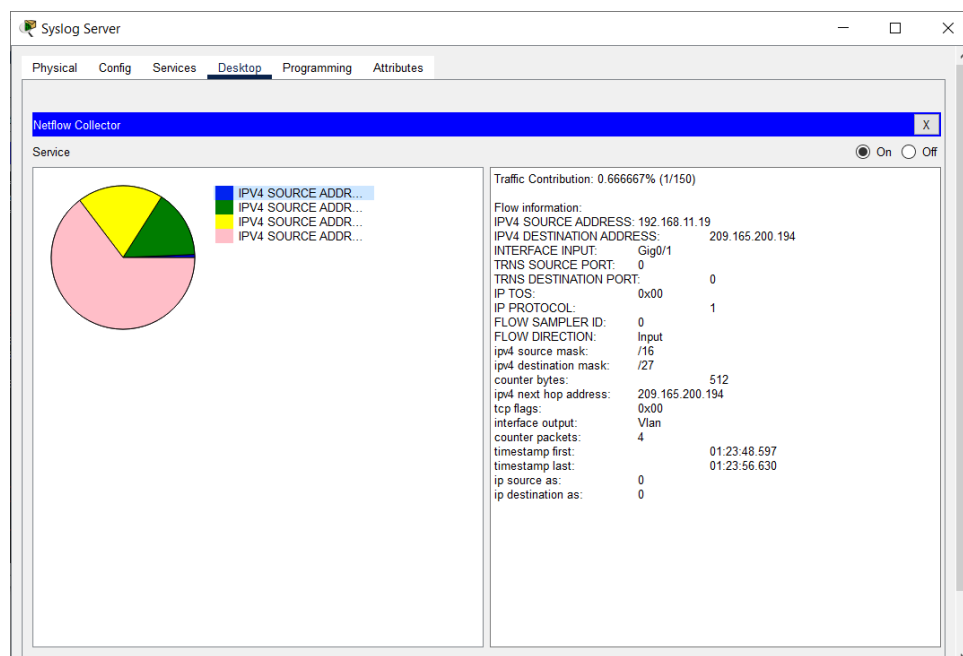 Syslog Server
Physical Config Services Desktop Programming Attributes
Netflow Collector X
Service On Off
IPV4 SOURCE ADDR...
IPV4 SOURCE ADDR...
IPV4 SOURCE ADDR...
IPV4 SOURCE ADDR...
Traffic Contribution: 0.666667% (1/150)
Flow information:
IPV4 SOURCE ADDRESS: 192.168.11.19
IPV4 DESTINATION ADDRESS: 209.165.200.194
INTERFACE INPUT: Gig0/1
TRNS SOURCE PORT: 0
TRNS DESTINATION PORT: 0
IP TOS: 0x00
IP PROTOCOL: 1
FLOW SAMPLER ID: 0
FLOW DIRECTION: Input
ipv4 source mask: /16
ipv4 destination mask: /27
counter bytes: 512
ipv4 next hop address: 209.165.200.194
tcp flags: 0x00
interface output: Vlan
counter packets: 4
timestamp first: 01:23:48.597
timestamp last: 01:23:56.630
ip source as: 0
ip destination as: 0